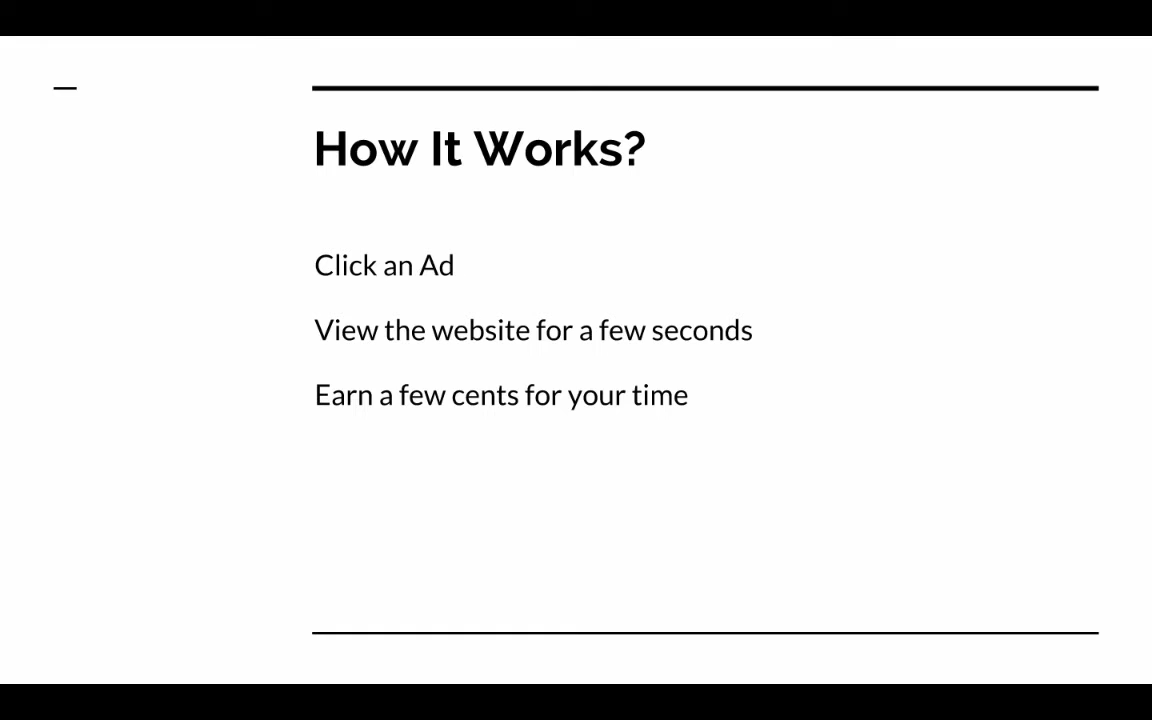 How It Works?
Click an Ad
View the website for a few seconds
Earn a few cents for your time